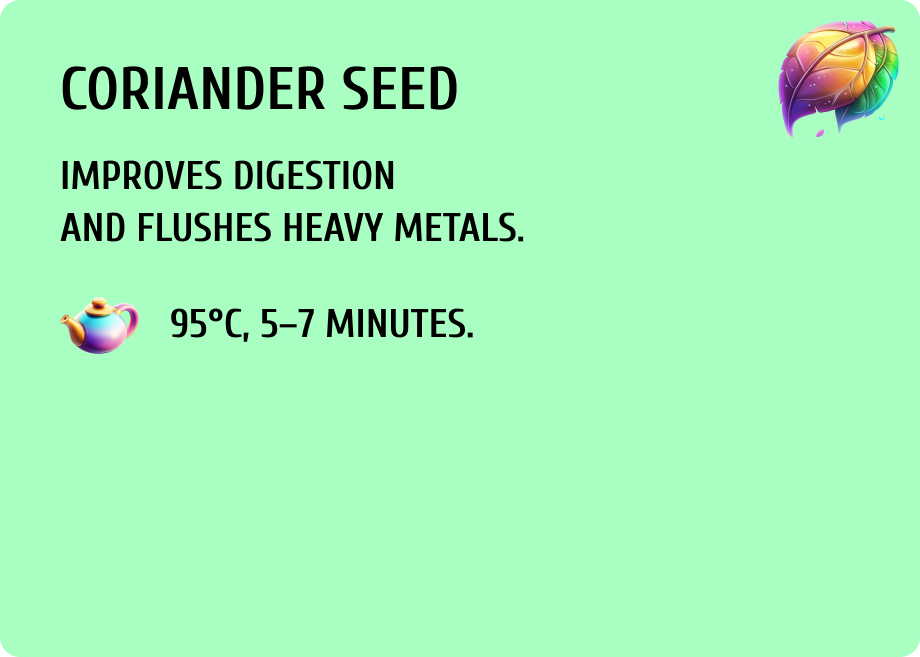 CORIANDER SEED
IMPROVES DIGESTION
AND FLUSHES HEAVY METALS.
95°C, 5–7 MINUTES.